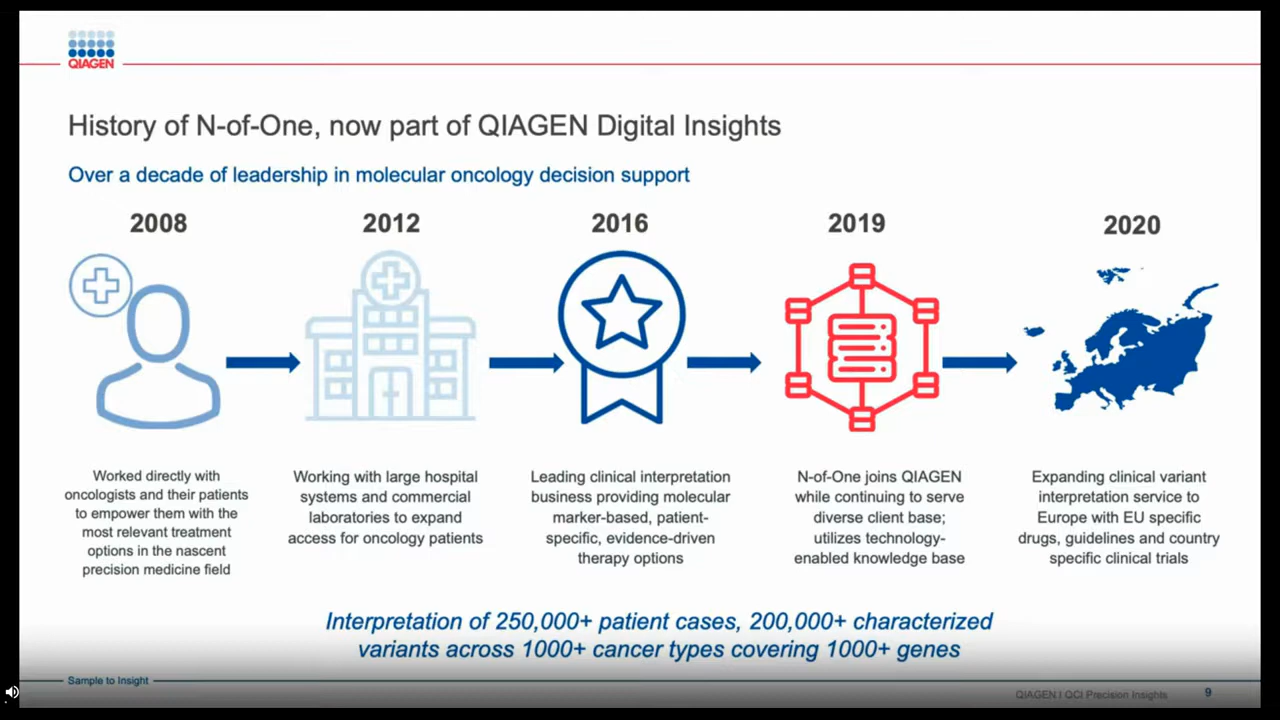 QIAGEN
History of N-of-One, now part of QIAGEN Digital Insights
Over a decade of leadership in molecular oncology decision support
2008
Worked directly with
oncologists and their patients
to empower them with the
most relevant treatment
options in the nascent
precision medicine field
2012
Working with large hospital
systems and commercial
laboratories to expand
access for oncology patients
2016
Leading clinical interpretation
business providing molecular
marker-based, patient-
specific, evidence-driven
therapy options
2019
N-of-One joins QIAGEN
while continuing to serve
diverse client base;
utilizes technology-
enabled knowledge base
2020
Expanding clinical variant
interpretation service to
Europe with EU specific
drugs, guidelines and country
specific clinical trials
Interpretation of 250,000+ patient cases, 200,000+ characterized
variants across 1000+ cancer types covering 1000+ genes
Sample to Insight
QIAGEN I QCI Precision Insights
9